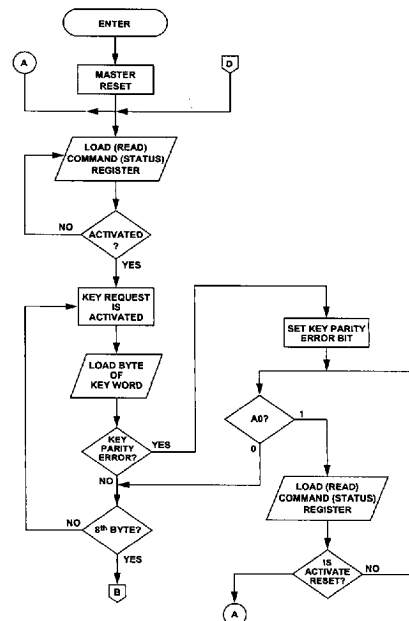 ENTER
A
MASTER
RESET
D
LOAD (READ)
COMMAND (STATUS)
REGISTER
NO
ACTIVATED
?
YES
KEY REQUEST
IS
ACTIVATED
LOAD BYTE
OF
KEY WORD
KEY
PARITY
ERROR?
YES
NO
NO
8th BYTE?
YES
B
SET KEY PARITY
ERROR BIT
A0?
1
0
LOAD (READ)
COMMAND (STATUS)
REGISTER
IS
ACTIVATE
RESET?
NO
A